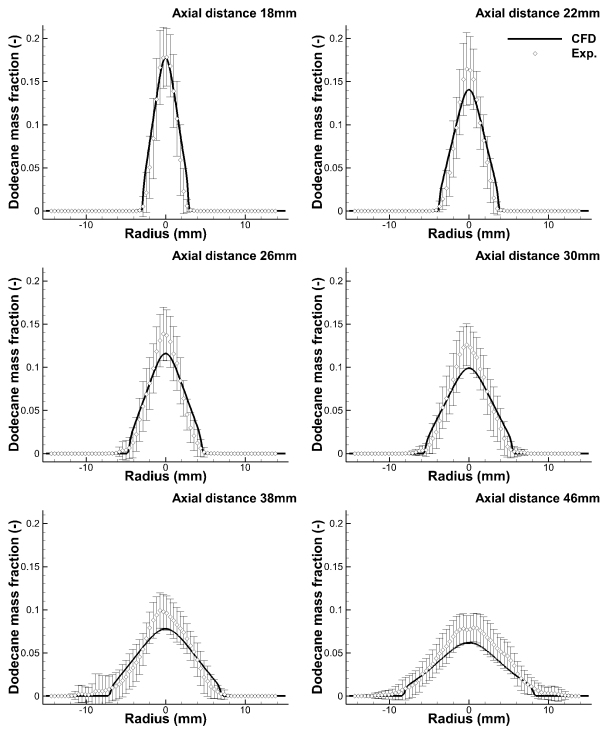 Axial distance 18mm
Dodecane mass fraction (-)
0.2
0.15
0.1
0.05
0
-10
0
10
Radius (mm)
Axial distance 22mm
CFD
Exp.
Dodecane mass fraction (-)
0.2
0.15
0.1
0.05
0
-10
0
10
Radius (mm)
Axial distance 26mm
Dodecane mass fraction (-)
0.2
0.15
0.1
0.05
0
-10
0
10
Radius (mm)
Axial distance 30mm
Dodecane mass fraction (-)
0.2
0.15
0.1
0.05
0
-10
0
10
Radius (mm)
Axial distance 38mm
Dodecane mass fraction (-)
0.2
0.15
0.1
0.05
0
-10
0
10
Radius (mm)
Axial distance 46mm
Dodecane mass fraction (-)
0.2
0.15
0.1
0.05
0
-10
0
10
Radius (mm)